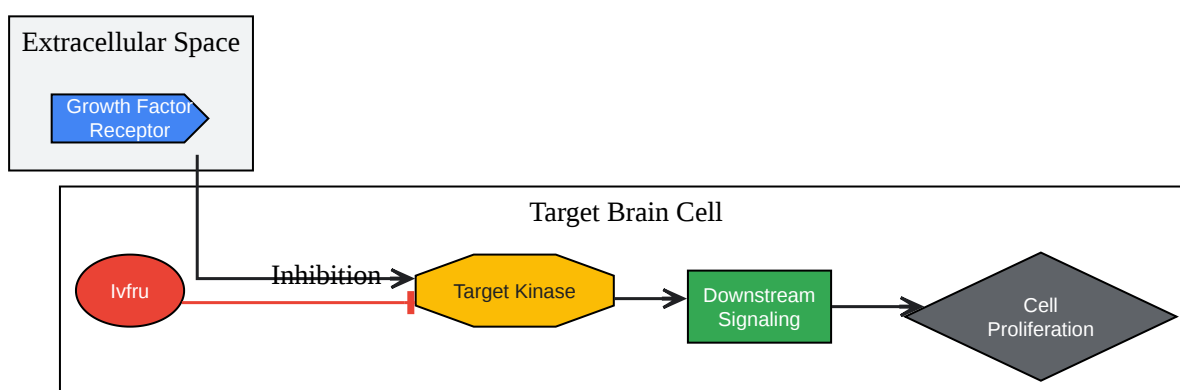 Extracellular Space
Growth Factor
Receptor
Target Brain Cell
Inhibition
Ivfru
Target Kinase
Downstream
Signaling
Cell
Proliferation